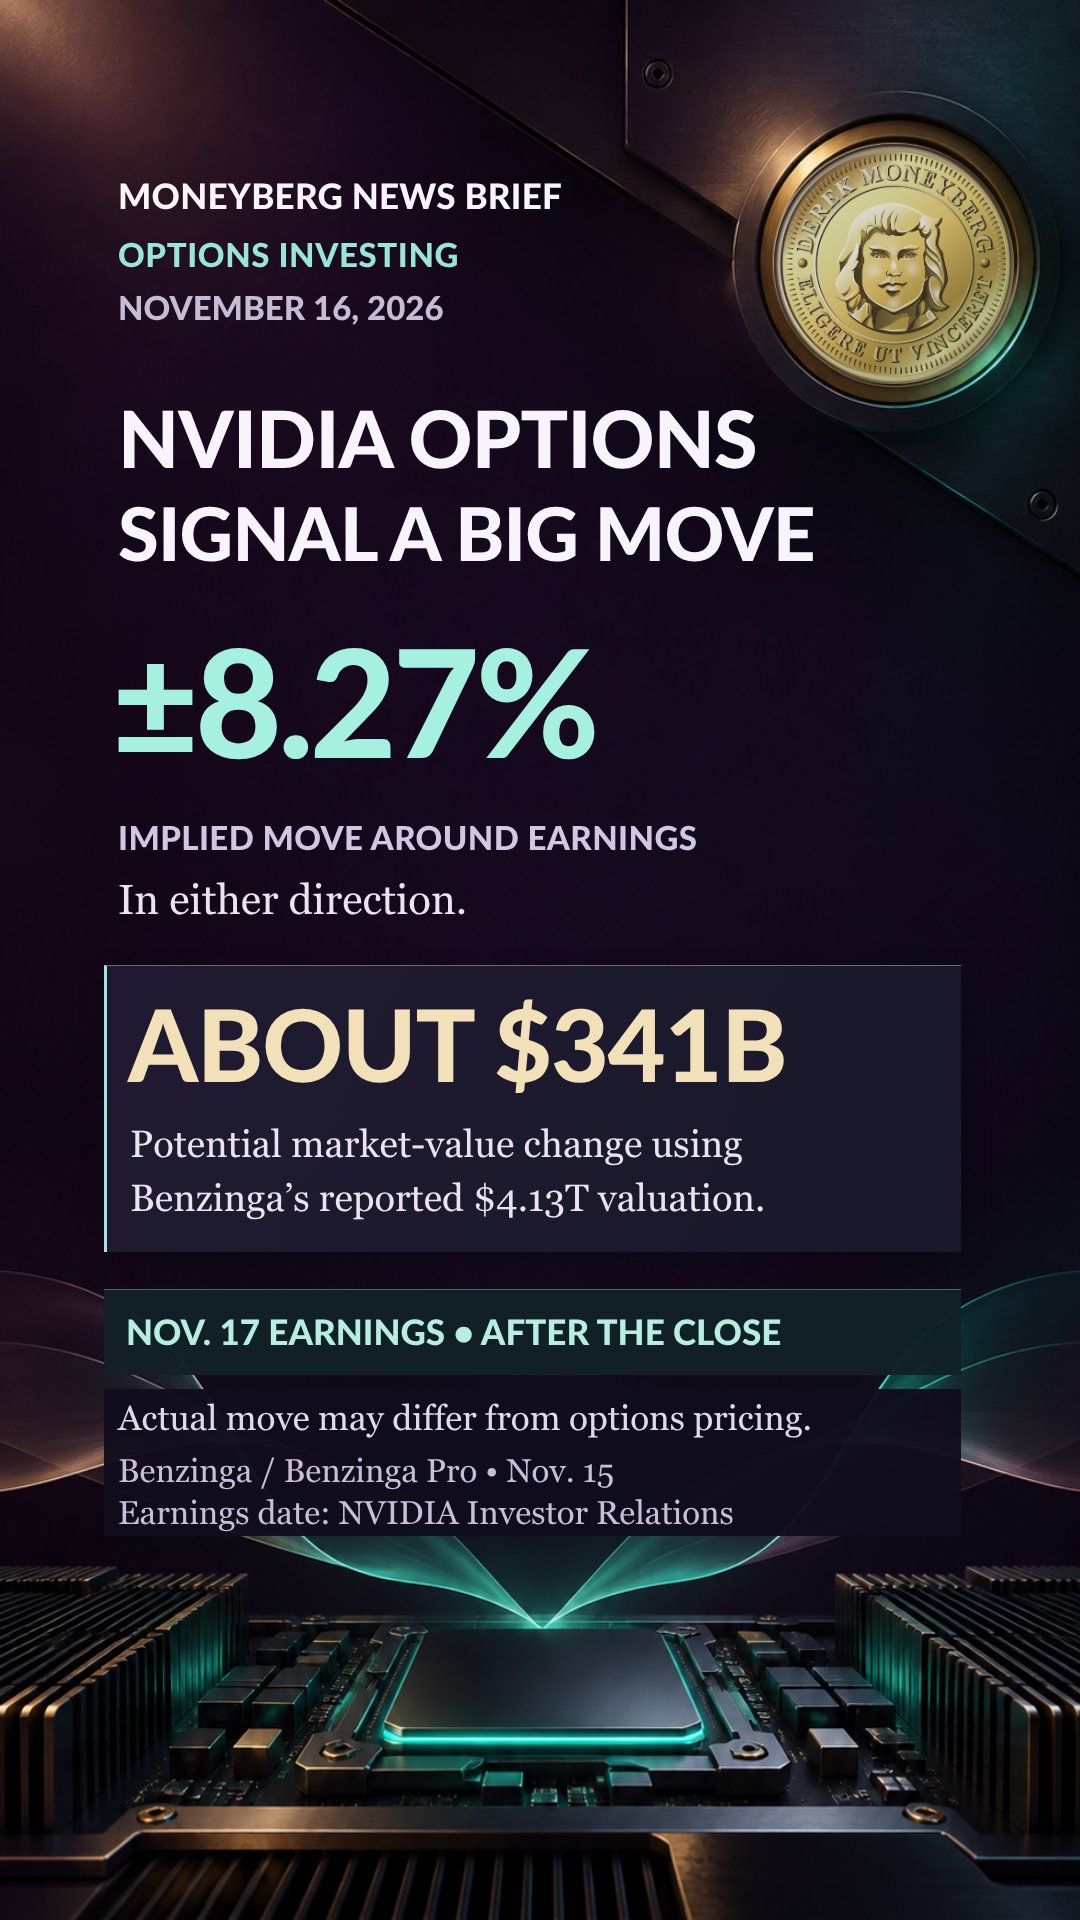 MONEYBERG NEWS BRIEF
OPTIONS INVESTING
NOVEMBER 16, 2026
DEREK MONEYBERG
ELIGERE UT VINCERET
NVIDIA OPTIONS
SIGNAL A BIG MOVE
±8.27%
IMPLIED MOVE AROUND EARNINGS
In either direction.
ABOUT $341B
Potential market-value change using
Benzinga’s reported $4.13T valuation.
NOV. 17 EARNINGS • AFTER THE CLOSE
Actual move may differ from options pricing.
Benzinga / Benzinga Pro • Nov. 15
Earnings date: NVIDIA Investor Relations